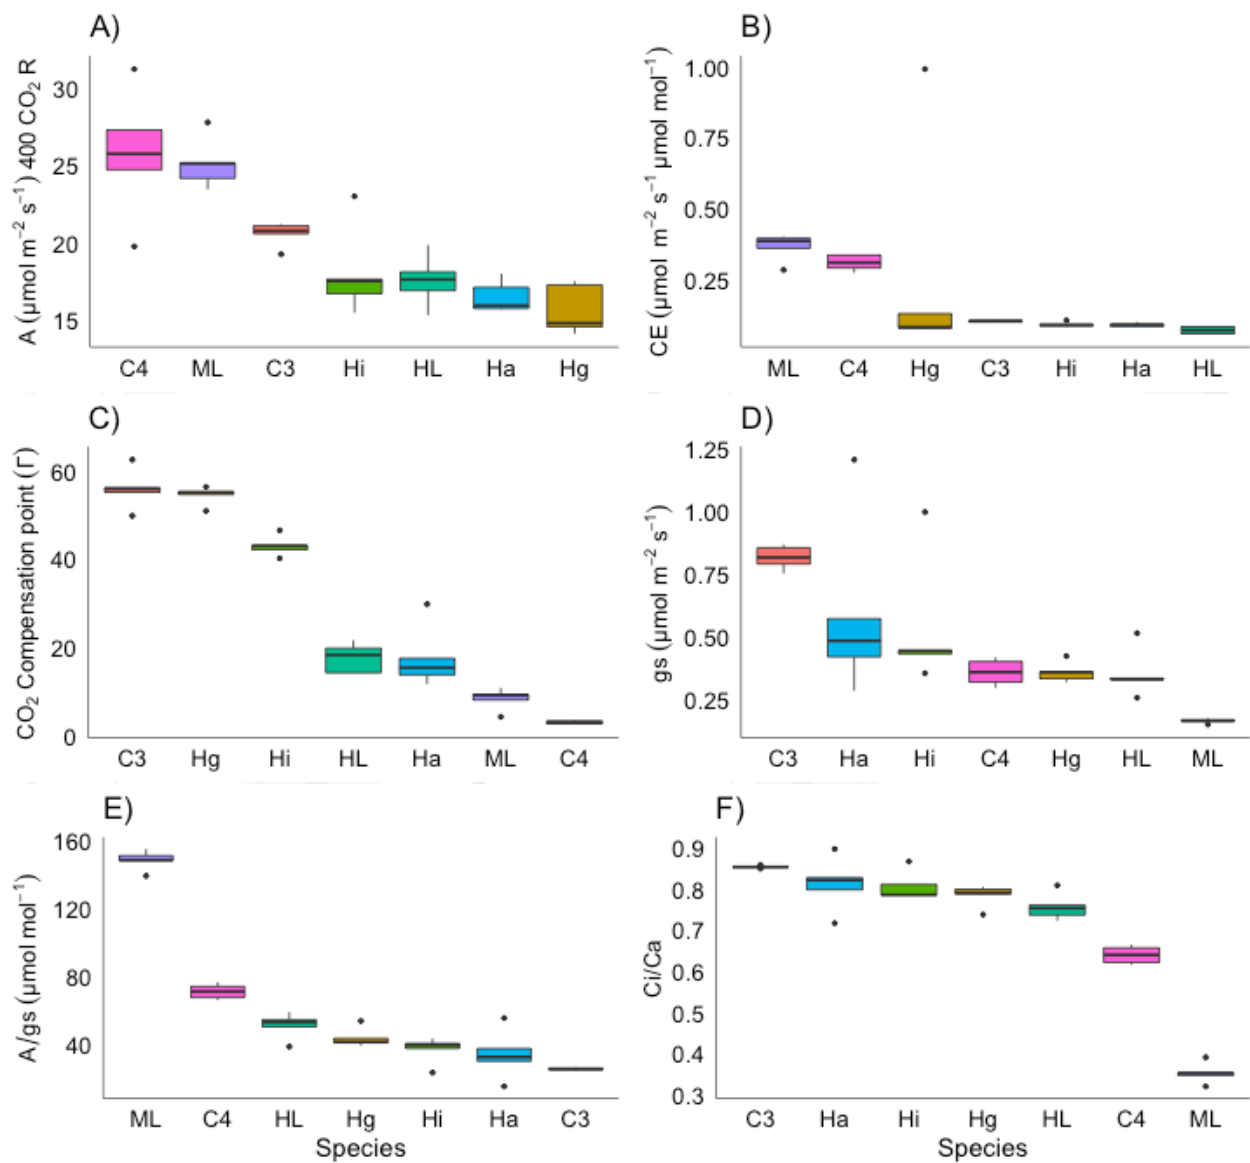 A)
A (μmol m⁻² s⁻¹) 400 CO₂ R
30
25
20
15
C4 ML C3 Hi HL Ha Hg
B)
CE (μmol m⁻² s⁻¹ μmol mol⁻¹)
1.00
0.75
0.50
0.25
ML C4 Hg C3 Hi Ha HL
C)
CO₂ Compensation point (Γ)
60
40
20
0
C3 Hg Hi HL Ha ML C4
D)
gs (μmol m⁻² s⁻¹)
1.25
1.00
0.75
0.50
0.25
C3 Ha Hi C4 Hg HL ML
E)
A/gs (μmol mol⁻¹)
160
120
80
40
ML C4 HL Hg Hi Ha C3
Species
F)
Ci/Ca
0.9
0.8
0.7
0.6
0.5
0.4
0.3
C3 Ha Hi Hg HL C4 ML
Species